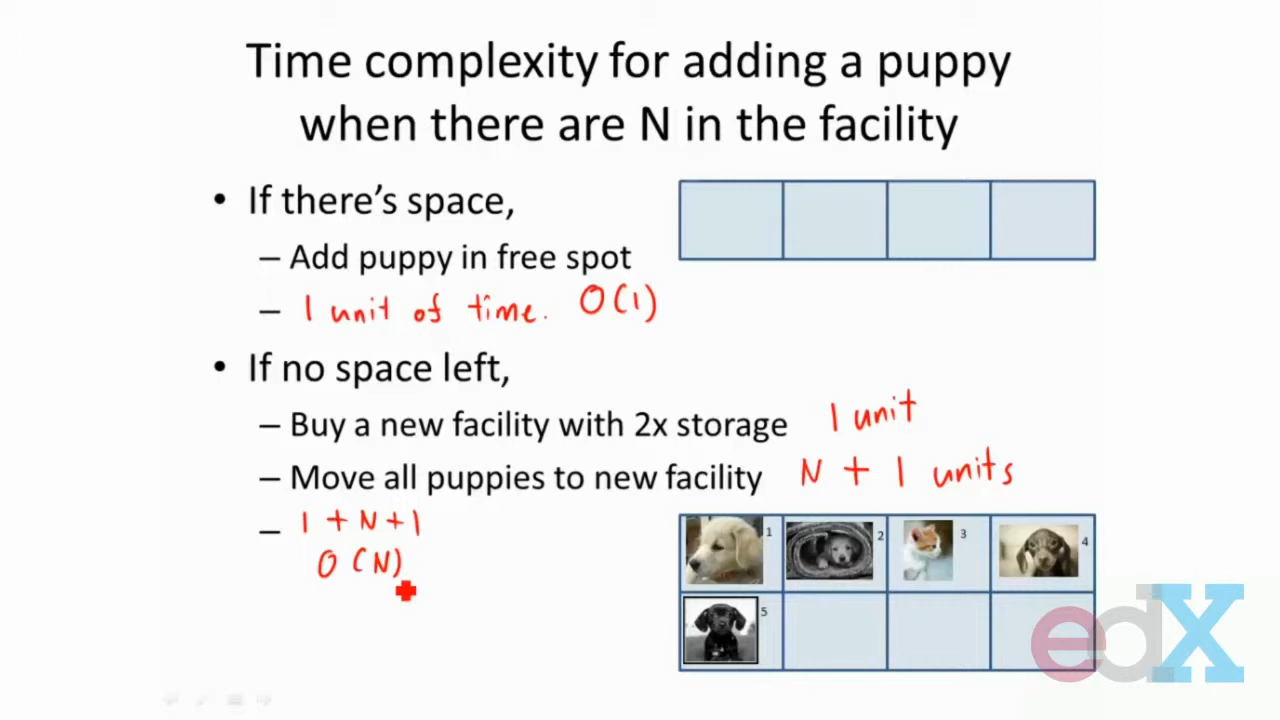 Time complexity for adding a puppy
when there are N in the facility
• If there's space,
– Add puppy in free spot
– 1 unit of time. O(1)
• If no space left,
– Buy a new facility with 2x storage 1 unit
– Move all puppies to new facility N + 1 units
– 1 + N + 1
O (N)
1 2 3 4
5
edX